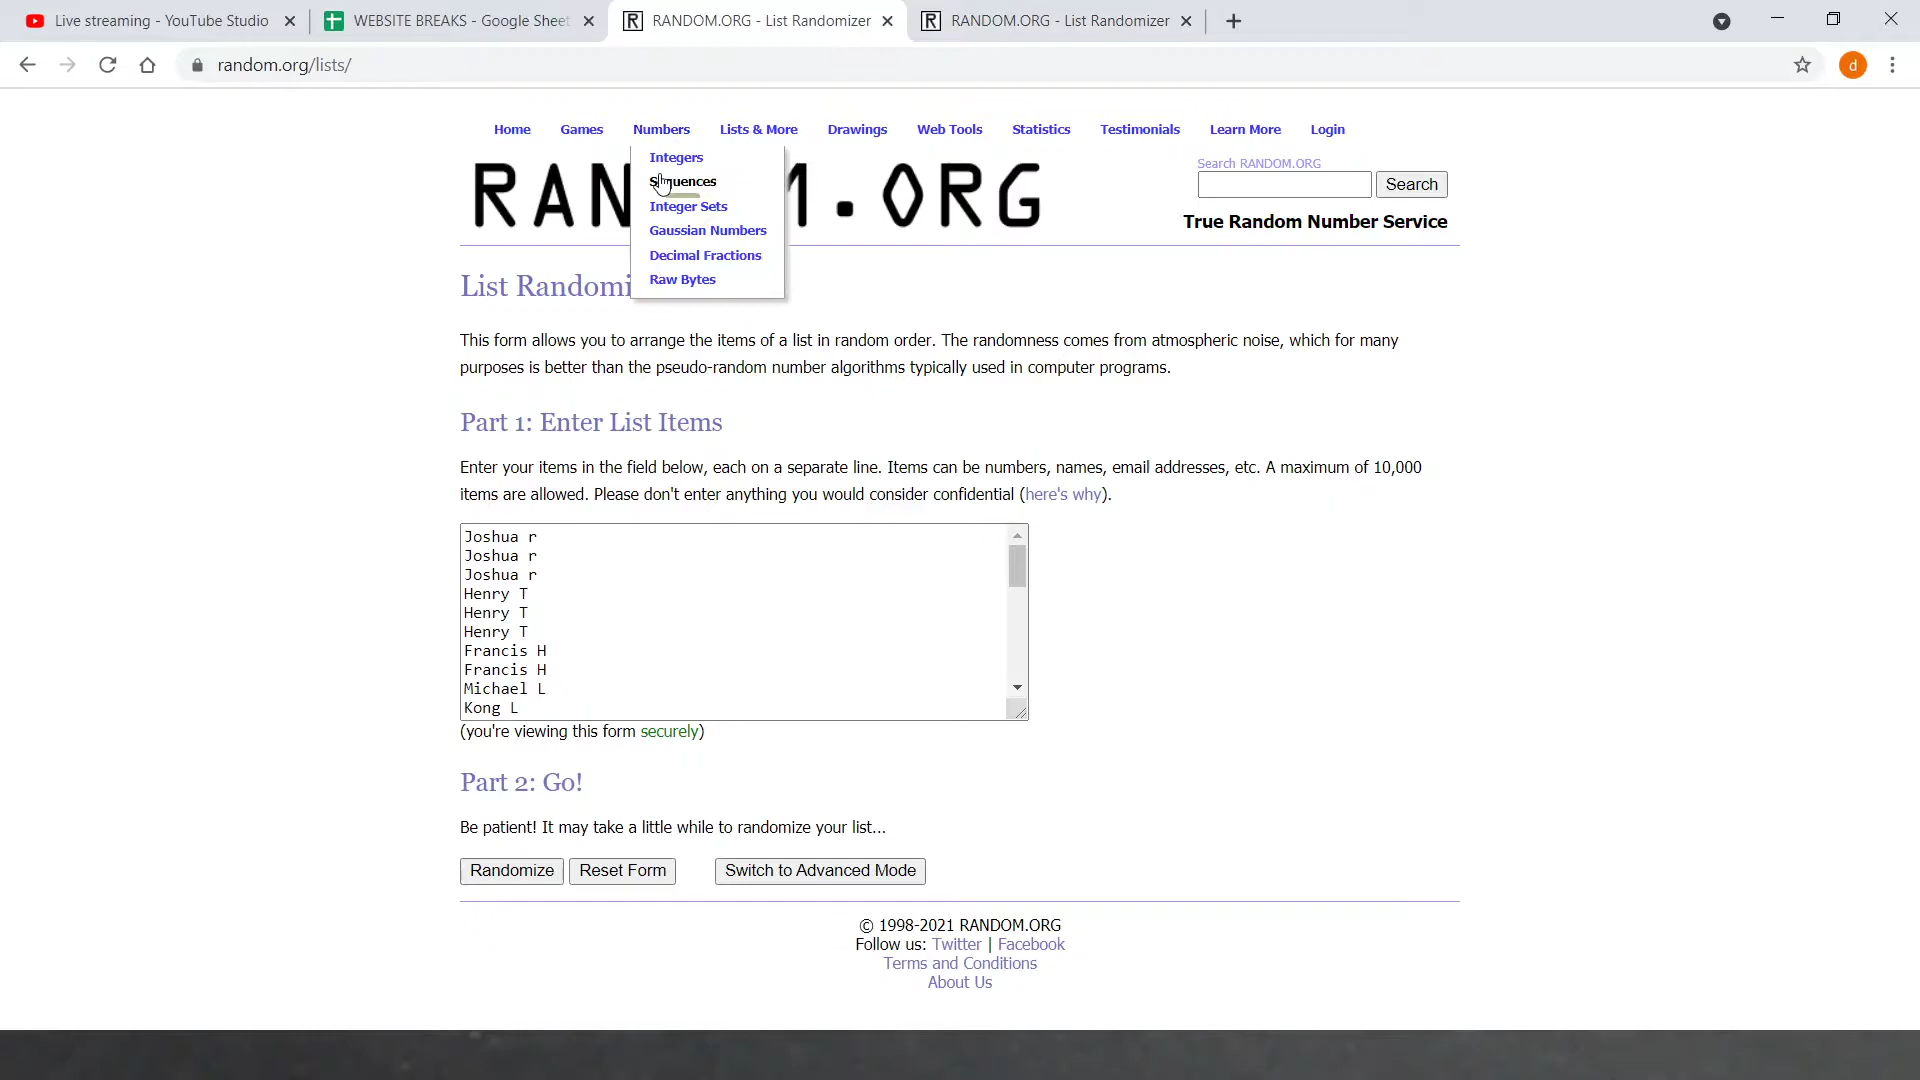 Live streaming - YouTube Studio
WEBSITE BREAKS - Google Sheet
RANDOM.ORG - List Randomizer
RANDOM.ORG - List Randomizer
random.org/lists/
d
Home Games Numbers Lists & More Drawings Web Tools Statistics Testimonials Learn More Login
Integers
Sequences
Integer Sets
Gaussian Numbers
Decimal Fractions
Raw Bytes
RAN M.ORG
Search RANDOM.ORG
Search
True Random Number Service
List Randomi
This form allows you to arrange the items of a list in random order. The randomness comes from atmospheric noise, which for many
purposes is better than the pseudo-random number algorithms typically used in computer programs.
Part 1: Enter List Items
Enter your items in the field below, each on a separate line. Items can be numbers, names, email addresses, etc. A maximum of 10,000
items are allowed. Please don't enter anything you would consider confidential (here's why).
Joshua r
Joshua r
Joshua r
Henry T
Henry T
Henry T
Francis H
Francis H
Michael L
Kong L
(you're viewing this form securely)
Part 2: Go!
Be patient! It may take a little while to randomize your list...
Randomize Reset Form Switch to Advanced Mode
© 1998-2021 RANDOM.ORG
Follow us: Twitter | Facebook
Terms and Conditions
About Us